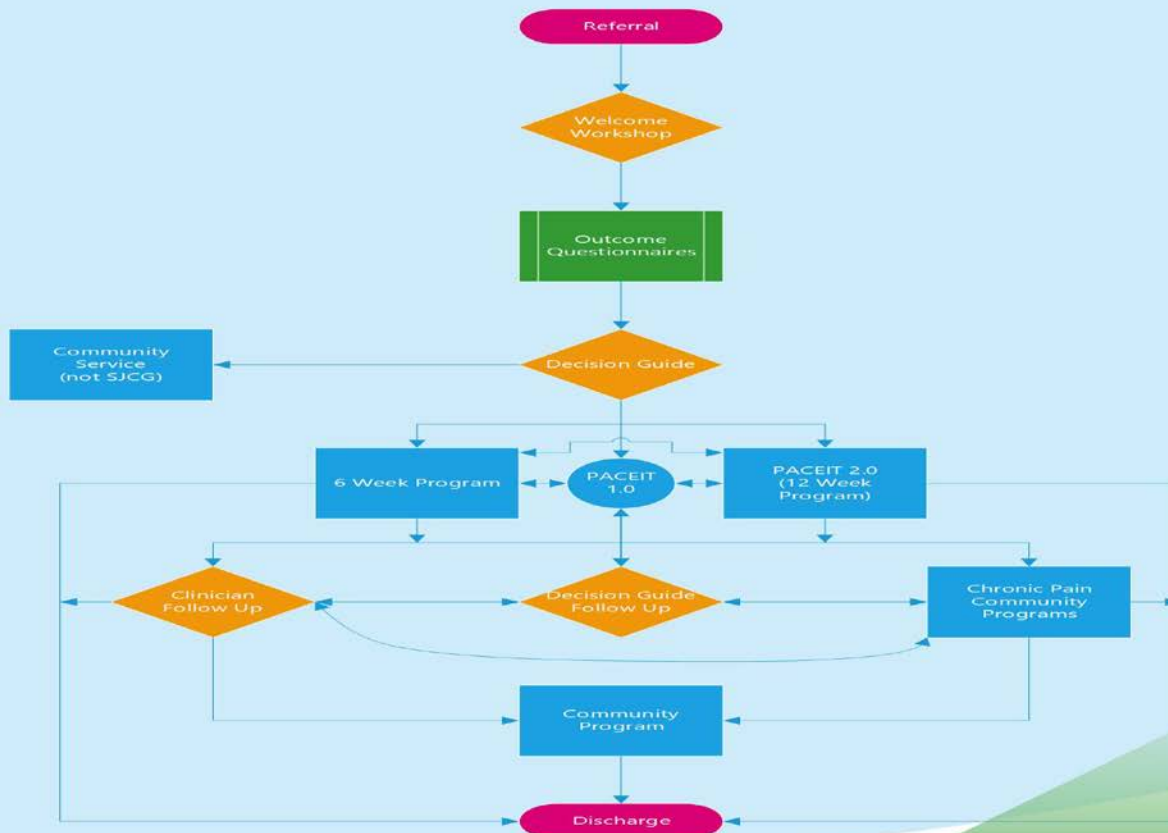 Referral
Welcome
Workshop
Outcome
Questionnaires
Community
Service
(not SJCG)
Decision Guide
6 Week Program
PACEIT
1.0
PACEIT 2.0
(12 Week
Program)
Clinician
Follow Up
Decision Guide
Follow Up
Chronic Pain
Community
Programs
Community
Program
Discharge